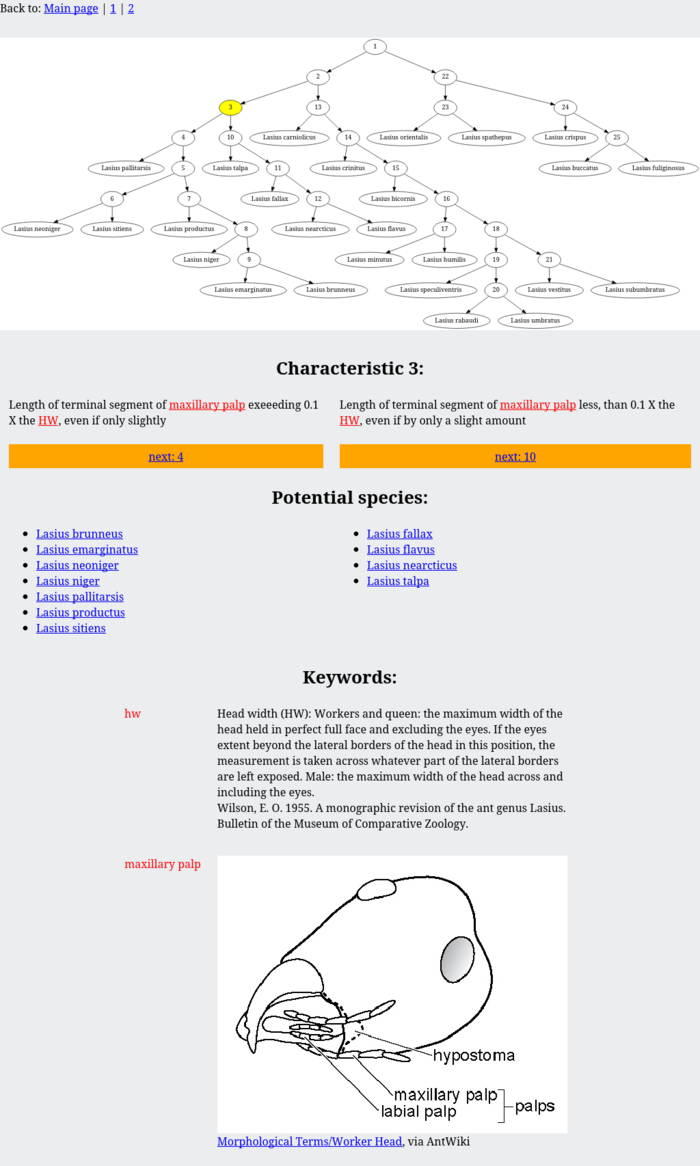 Back to: Main page | 1 | 2
1
2 22
3 13 23 24
4 10 Lasius carniolicus 14 Lasius orientalis Lasius spathepus Lasius crispus 25
Lasius pallitarsis 5 Lasius talpa 11 Lasius crinitus 15 Lasius buccatus Lasius fuliginosus
6 7 Lasius fallax 12 Lasius bicornis 16
Lasius neoniger Lasius sitiens Lasius productus 8 Lasius nearcticus Lasius flavus 17 18
Lasius niger 9 Lasius minutus Lasius humilis 19 21
Lasius emarginatus Lasius brunneus Lasius speculiventris 20 Lasius vestitus Lasius subumbratus
Lasius rabaudi Lasius umbratus
Characteristic 3:
Length of terminal segment of maxillary palp exeeeding 0.1
X the HW, even if only slightly
Length of terminal segment of maxillary palp less, than 0.1 X the
HW, even if by only a slight amount
next: 4
next: 10
Potential species:
Lasius brunneus
Lasius emarginatus
Lasius neoniger
Lasius niger
Lasius pallitarsis
Lasius productus
Lasius sitiens
Lasius fallax
Lasius flavus
Lasius nearcticus
Lasius talpa
Keywords:
hw
Head width (HW): Workers and queen: the maximum width of the
head held in perfect full face and excluding the eyes. If the eyes
extent beyond the lateral borders of the head in this position, the
measurement is taken across whatever part of the lateral borders
are left exposed. Male: the maximum width of the head across and
including the eyes.
Wilson, E. O. 1955. A monographic revision of the ant genus Lasius.
Bulletin of the Museum of Comparative Zoology.
maxillary palp
hypostoma
maxillary palp
labial palp
palps
Morphological Terms/Worker Head, via AntWiki